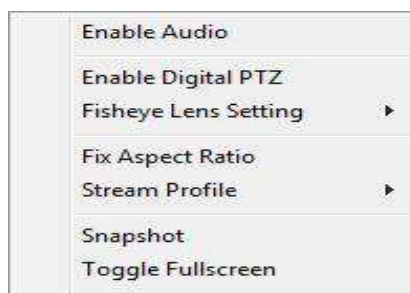 Enable Audio
Enable Digital PTZ
Fisheye Lens Setting
Fix Aspect Ratio
Stream Profile
Snapshot
Toggle Fullscreen